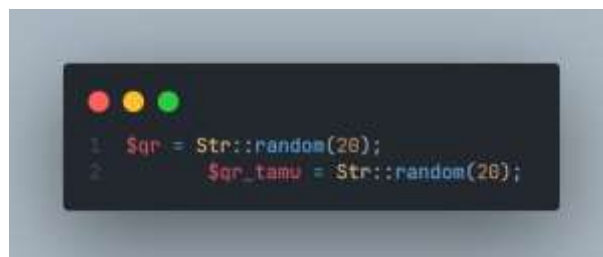 1 $qr = Str::random(20);
2 $qr_tamu = Str::random(20);